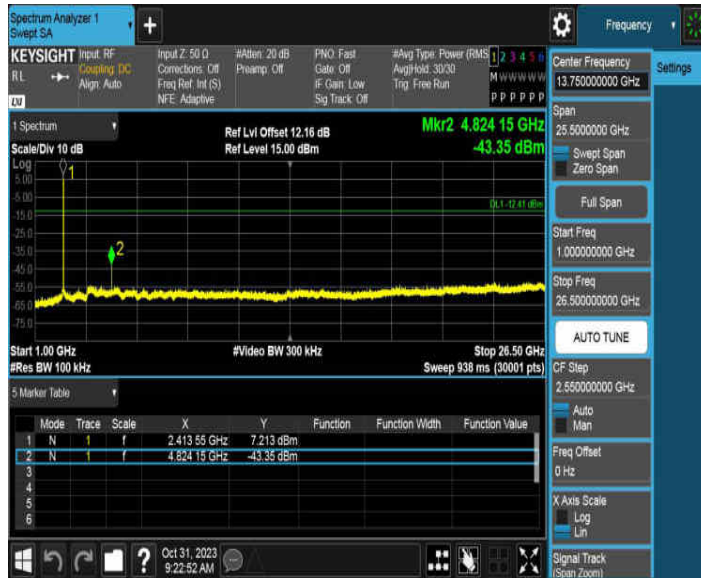 Spectrum Analyzer 1
Swept SA
Frequency
KEYSIGHT
RL
LXI
Input: RF
Coupling: DC
Align: Auto
Input Z: 50 Ω
Corrections: Off
Freq Ref: Int (S)
NFE: Adaptive
#Atten: 20 dB
Preamp: Off
PNO: Fast
Gate: Off
IF Gain: Low
Sig Track: Off
#Avg Type: Power (RMS
Avg|Hold: 30/30
Trig: Free Run
1 2 3 4 5 6
M W W W W W
P P P P P P
1 Spectrum
Scale/Div 10 dB
Log
Ref Lvl Offset 12.16 dB
Ref Level 15.00 dBm
Mkr2 4.824 15 GHz
-43.35 dBm
5.00
-5.00
-15.0
-25.0
-35.0
-45.0
-55.0
-65.0
-75.0
1
2
DL1 -12.41 dBm
Start 1.00 GHz
#Res BW 100 kHz
#Video BW 300 kHz
Stop 26.50 GHz
Sweep 938 ms (30001 pts)
5 Marker Table
Mode Trace Scale X Y Function Function Width Function Value
1 N 1 f 2.413 55 GHz 7.213 dBm
2 N 1 f 4.824 15 GHz -43.35 dBm
3
4
5
6
?
Oct 31, 2023
9:22:52 AM
Center Frequency
13.750000000 GHz
Span
25.5000000 GHz
Swept Span
Zero Span
Full Span
Start Freq
1.000000000 GHz
Stop Freq
26.500000000 GHz
AUTO TUNE
CF Step
2.550000000 GHz
Auto
Man
Freq Offset
0 Hz
X Axis Scale
Log
Lin
Signal Track
(Span Zoom)
Settings